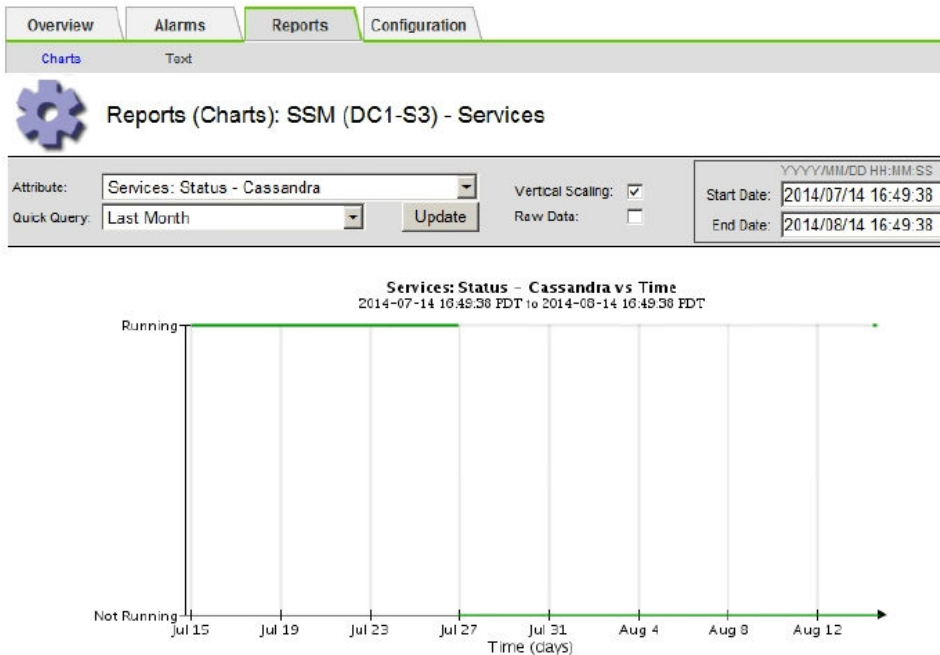 Overview Alarms Reports Configuration
Charts Text
Reports (Charts): SSM (DC1-S3) - Services
YYYY/MM/DD HH:MM:SS
Attribute: Services: Status - Cassandra Vertical Scaling: Start Date: 2014/07/14 16:49:38
Quick Query: Last Month Update Raw Data: End Date: 2014/08/14 16:49:38
Services: Status - Cassandra vs Time
2014-07-14 16:49:38 PDT to 2014-08-14 16:49:38 PDT
Running
Not Running
Jul 15 Jul 19 Jul 23 Jul 27 Jul 31 Aug 4 Aug 8 Aug 12
Time (days)